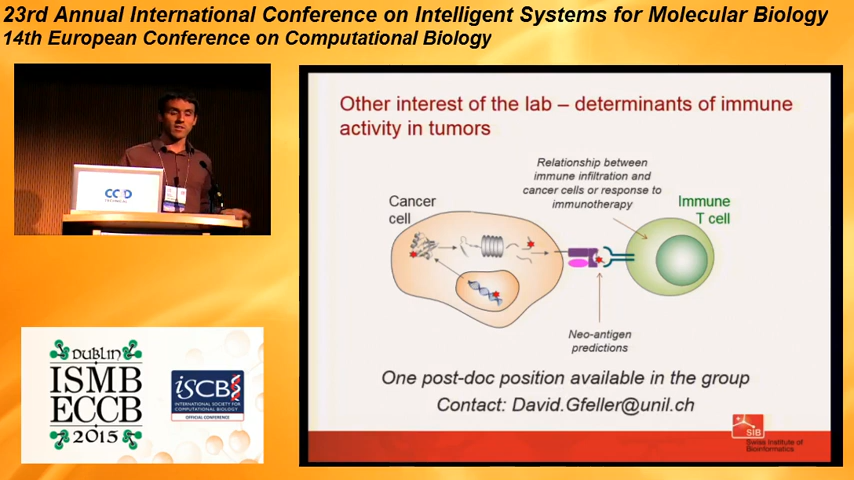 23rd Annual International Conference on Intelligent Systems for Molecular Biology
14th European Conference on Computational Biology
Other interest of the lab – determinants of immune
activity in tumors
Relationship between
immune infiltration and
cancer cells or response to
immunotherapy
Cancer
cell
Immune
T cell
Neo-antigen
predictions
One post-doc position available in the group
Contact: David.Gfeller@unil.ch
SIB
Swiss Institute of
Bioinformatics
TECHNICAL
DUBLIN
ISMB
ECCB
2015
iSCB
INTERNATIONAL SOCIETY FOR
COMPUTATIONAL BIOLOGY
OFFICIAL CONFERENCE